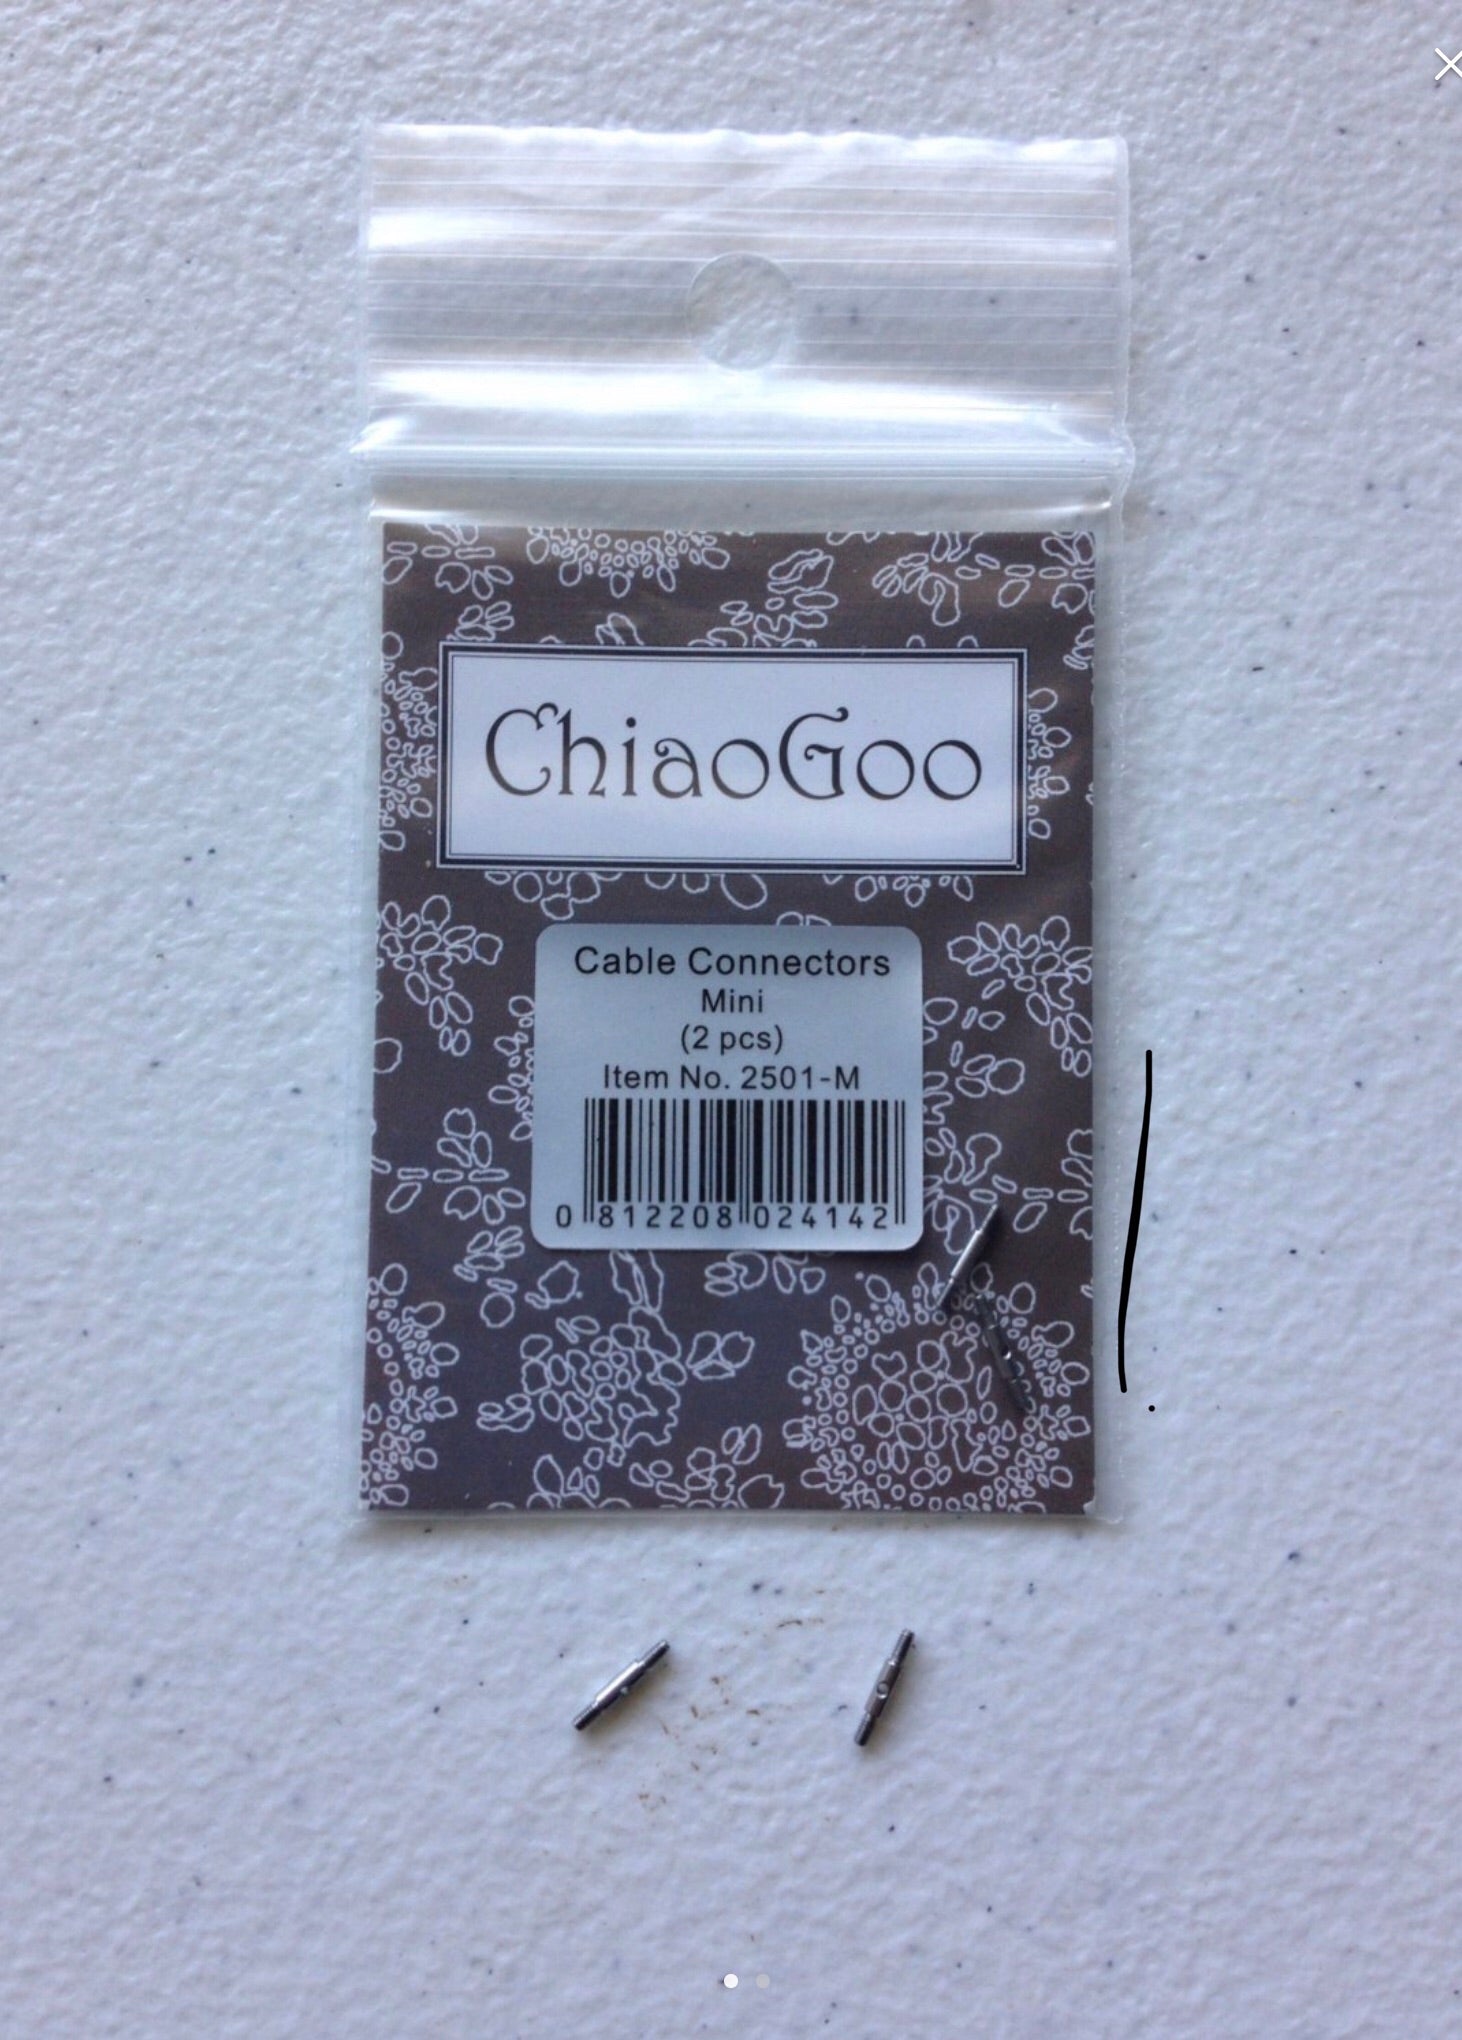 ChiaoGoo
Cable Connectors
Mini
(2 pcs)
Item No. 2501-M
0 812208 024142